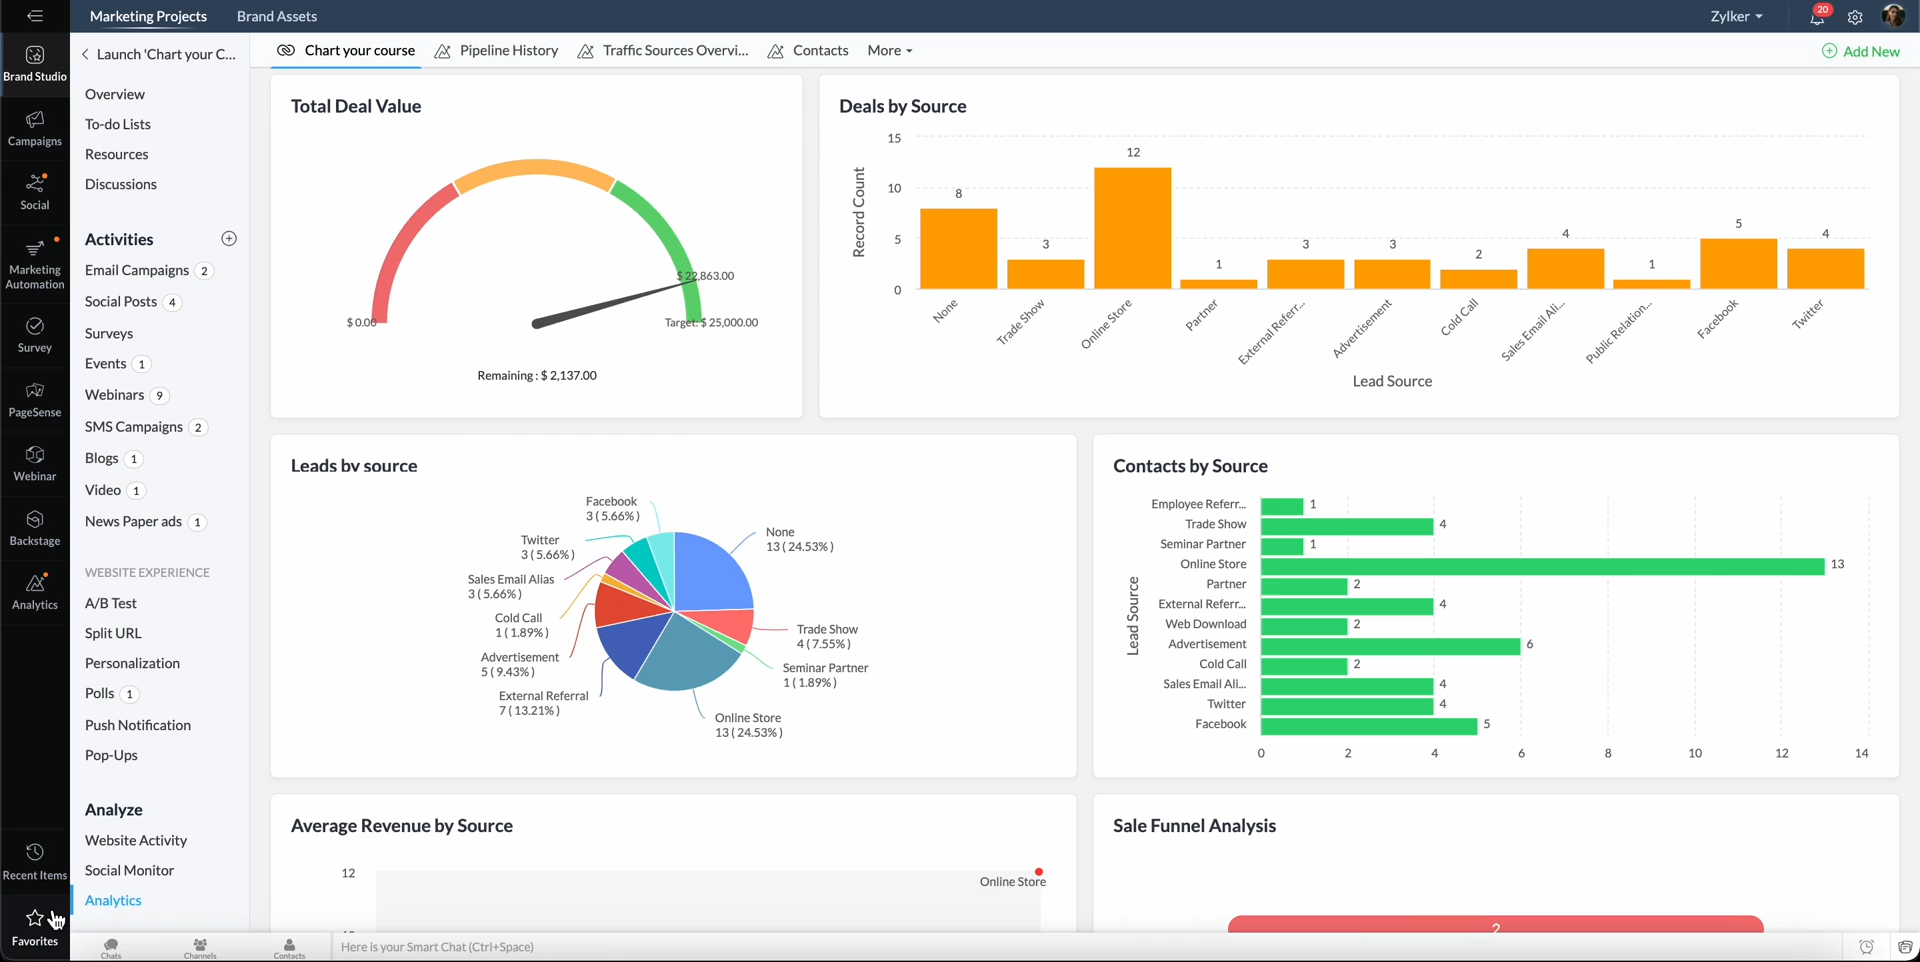 Marketing Projects
Brand Assets
Zylker
20
Brand Studio
Campaigns
Social
Marketing
Automation
Survey
PageSense
Webinar
Backstage
Analytics
Recent Items
Favorites
Launch 'Chart your C...
Overview
To-do Lists
Resources
Discussions
Activities
Email Campaigns 2
Social Posts 4
Surveys
Events 1
Webinars 9
SMS Campaigns 2
Blogs 1
Video 1
News Paper ads 1
WEBSITE EXPERIENCE
A/B Test
Split URL
Personalization
Polls 1
Push Notification
Pop-Ups
Analyze
Website Activity
Social Monitor
Analytics
Chart your course
Pipeline History
Traffic Sources Overvi...
Contacts
More
Add New
Total Deal Value
$ 22,863.00
$ 0.00
Target: $ 25,000.00
Remaining : $ 2,137.00
Deals by Source
Record Count
15
10
5
0
8
3
12
1
3
3
2
4
1
5
4
None
Trade Show
Online Store
Partner
External Referr...
Advertisement
Cold Call
Sales Email Ali...
Public Relation...
Facebook
Twitter
Lead Source
Leads by source
Facebook
3 ( 5.66% )
None
13 ( 24.53% )
Twitter
3 ( 5.66% )
Sales Email Alias
3 ( 5.66% )
Cold Call
1 ( 1.89% )
Trade Show
4 ( 7.55% )
Advertisement
5 ( 9.43% )
Seminar Partner
1 ( 1.89% )
External Referral
7 ( 13.21% )
Online Store
13 ( 24.53% )
Contacts by Source
Lead Source
Employee Referr... 1
Trade Show 4
Seminar Partner 1
Online Store 13
Partner 2
External Referr... 4
Web Download 2
Advertisement 6
Cold Call 2
Sales Email Ali... 4
Twitter 4
Facebook 5
0 2 4 6 8 10 12 14
Average Revenue by Source
12
Online Store
Sale Funnel Analysis
2
Chats
Channels
Contacts
Here is your Smart Chat (Ctrl+Space)